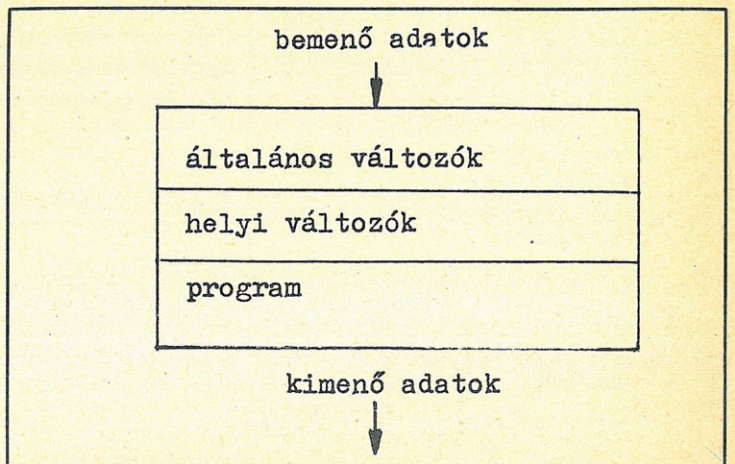 bemenő adatok
általános változók
helyi változók
program
kimenő adatok